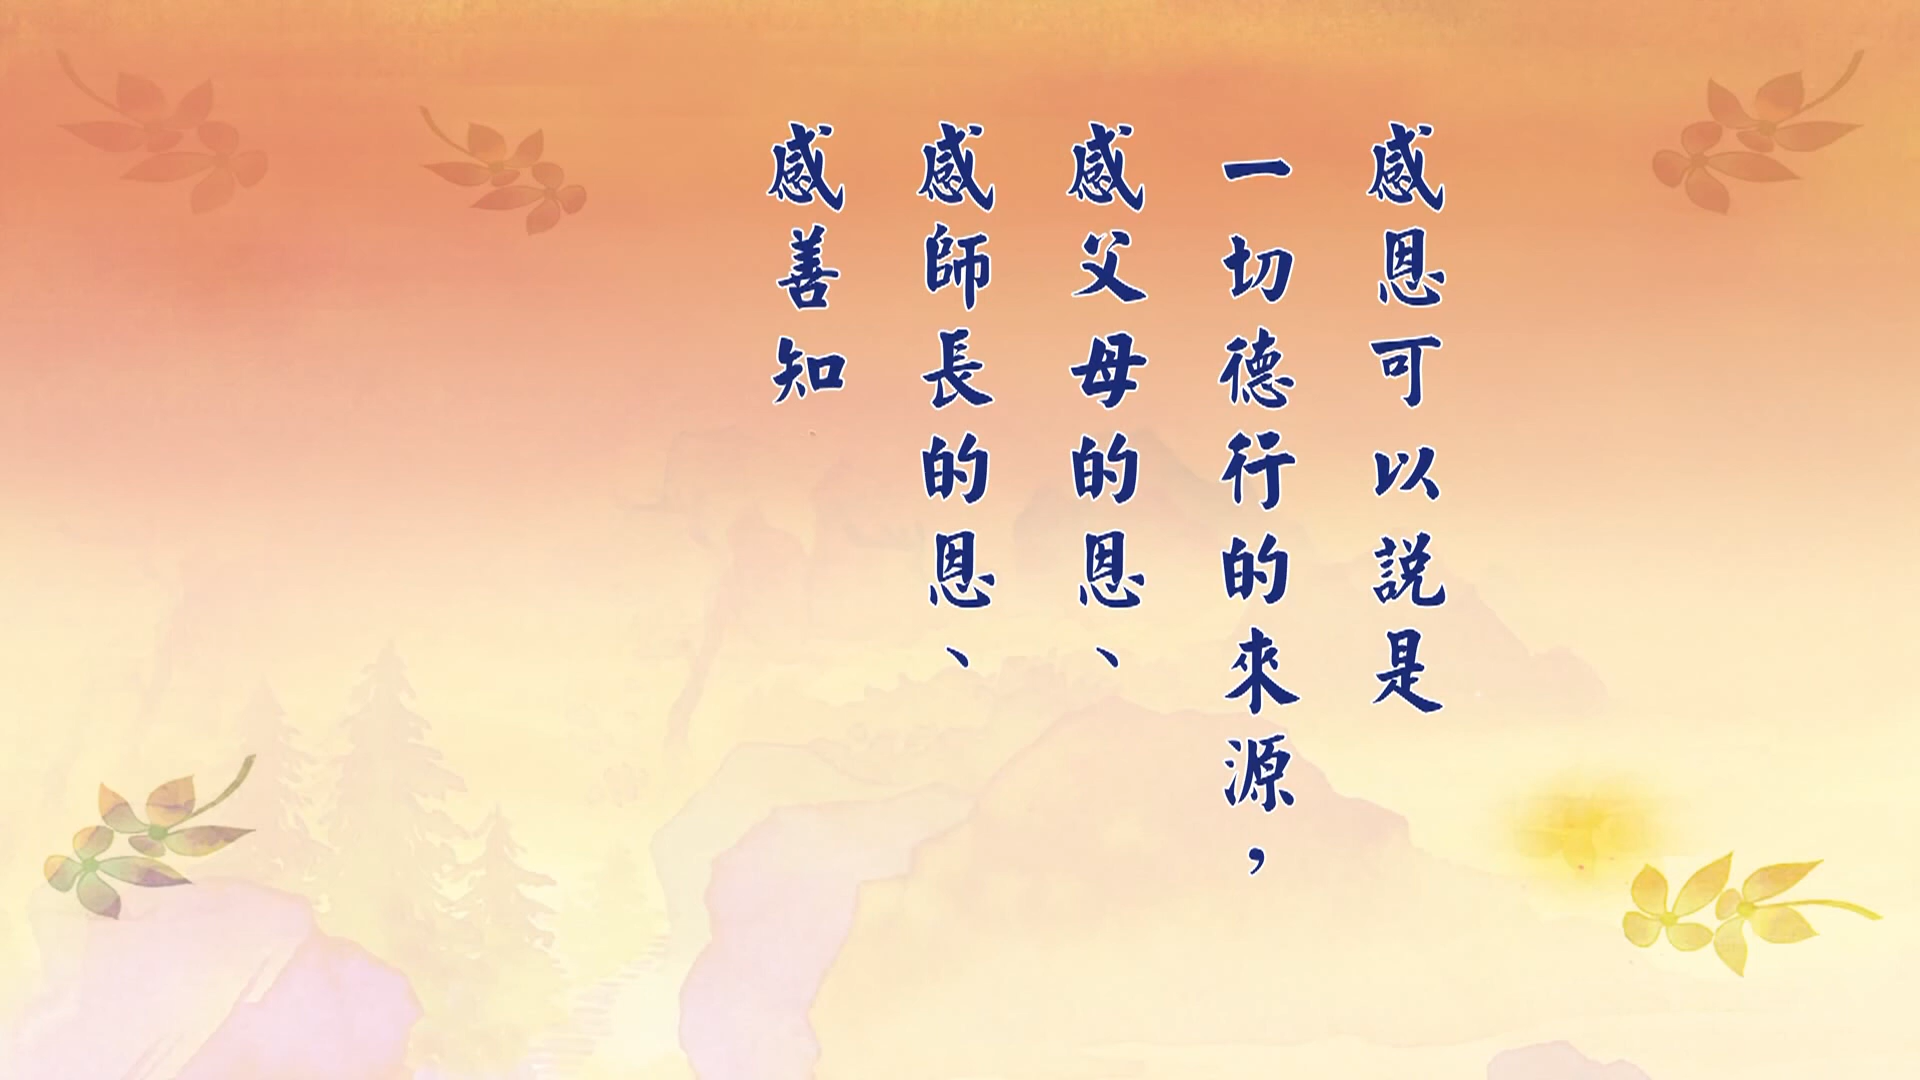 感恩可以説是
一切德行的來源，
感父母的恩、
感師長的恩、
感善知